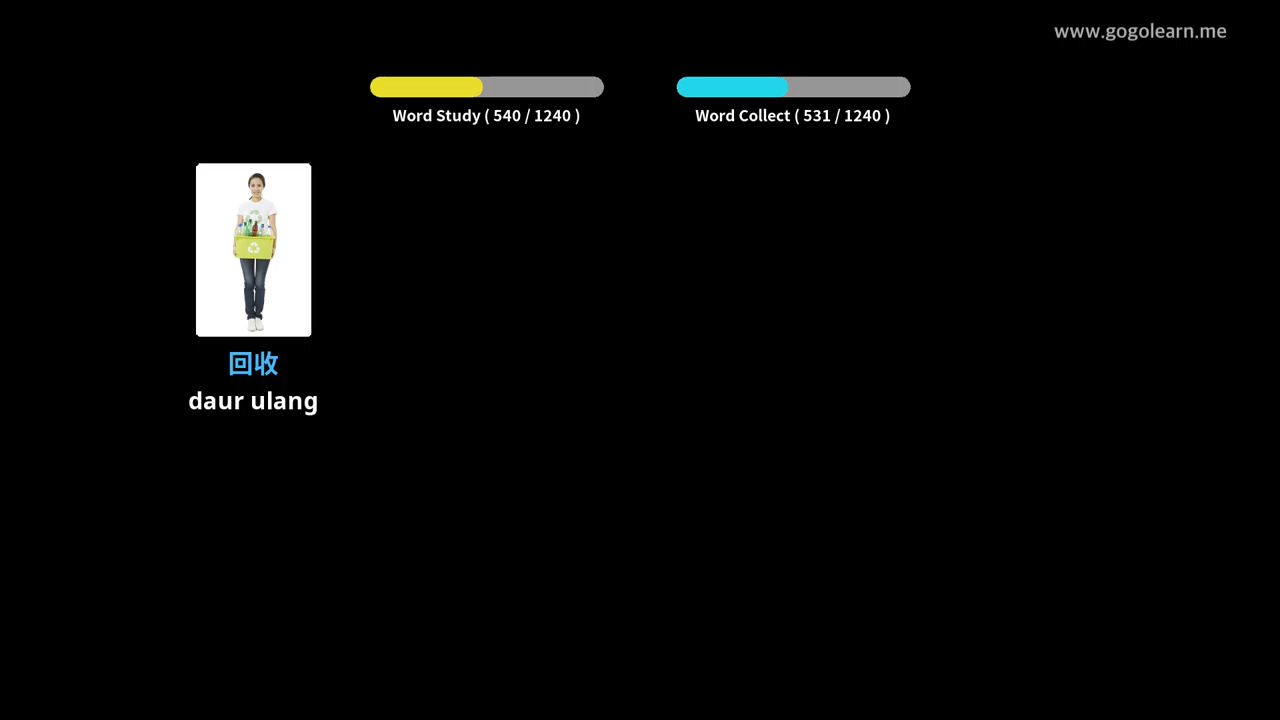 www.gogolearn.me
Word Study ( 540 / 1240 )
Word Collect ( 531 / 1240 )
回收
daur ulang